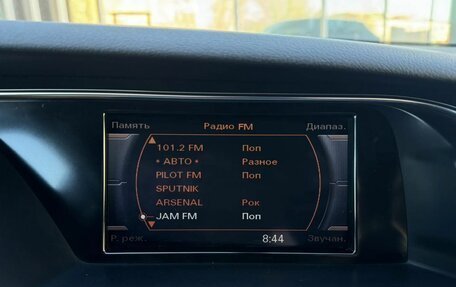 Память Радио FM Диапаз.
101.2 FM Поп
* АВТО * Разное
PILOT FM Поп
SPUTNIK
ARSENAL Рок
JAM FM Поп
Р. реж. 8:44 Звучан.